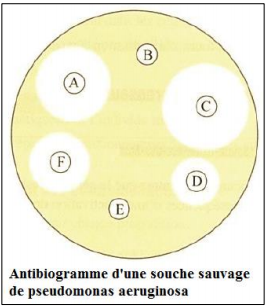 B
A
C
F
D
E
Antibiogramme d'une souche sauvage
de pseudomonas aeruginosa